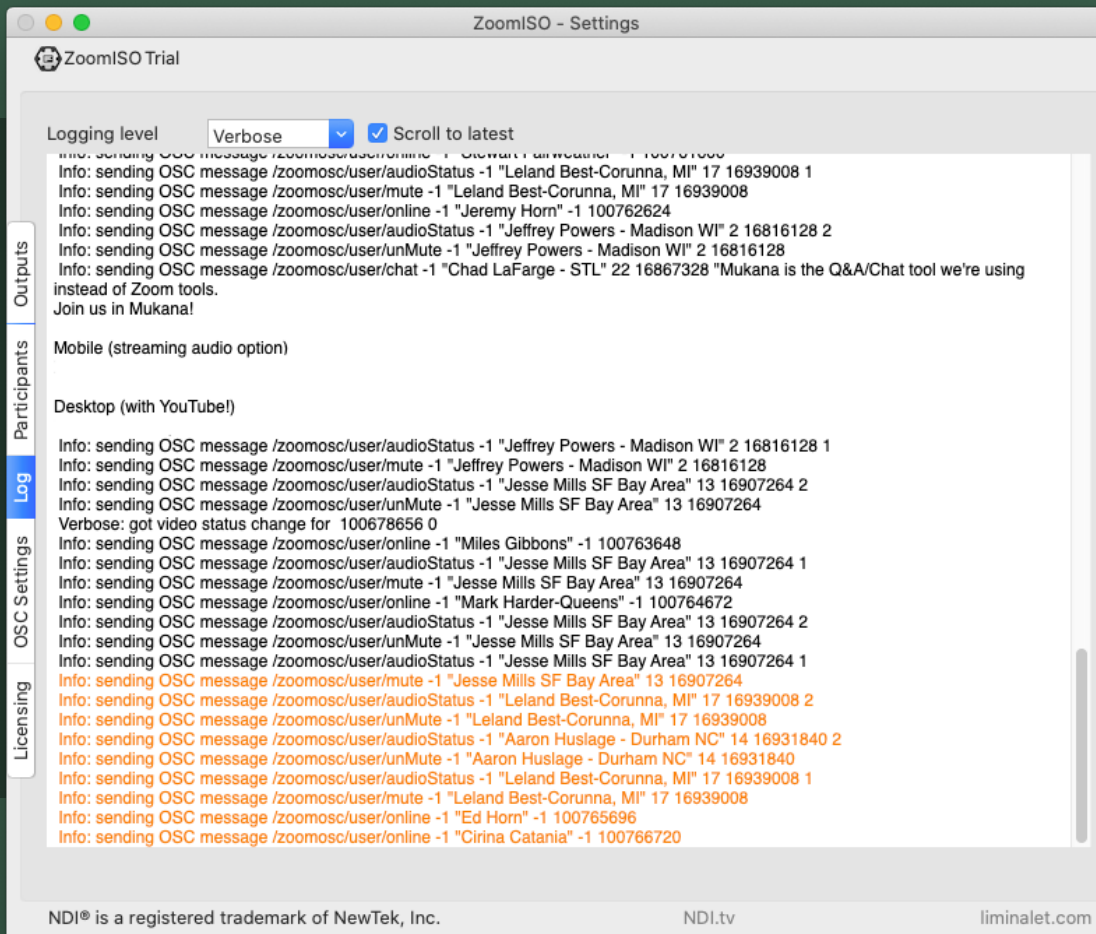 ZoomISO - Settings
ZoomISO Trial
Logging level
Verbose
Scroll to latest
Info: sending OSC message /zoomosc/user/online -1 "Stewart Fairweather" -1
Info: sending OSC message /zoomosc/user/audioStatus -1 "Leland Best-Corunna, MI" 17 16939008 1
Info: sending OSC message /zoomosc/user/mute -1 "Leland Best-Corunna, MI" 17 16939008
Info: sending OSC message /zoomosc/user/online -1 "Jeremy Horn" -1 100762624
Info: sending OSC message /zoomosc/user/audioStatus -1 "Jeffrey Powers - Madison WI" 2 16816128 2
Info: sending OSC message /zoomosc/user/unMute -1 "Jeffrey Powers - Madison WI" 2 16816128
Info: sending OSC message /zoomosc/user/chat -1 "Chad LaFarge - STL" 22 16867328 "Mukana is the Q&A/Chat tool we're using
instead of Zoom tools.
Join us in Mukana!
Mobile (streaming audio option)
Desktop (with YouTube!)
Info: sending OSC message /zoomosc/user/audioStatus -1 "Jeffrey Powers - Madison WI" 2 16816128 1
Info: sending OSC message /zoomosc/user/mute -1 "Jeffrey Powers - Madison WI" 2 16816128
Info: sending OSC message /zoomosc/user/audioStatus -1 "Jesse Mills SF Bay Area" 13 16907264 2
Info: sending OSC message /zoomosc/user/unMute -1 "Jesse Mills SF Bay Area" 13 16907264
Verbose: got video status change for  100678656 0
Info: sending OSC message /zoomosc/user/online -1 "Miles Gibbons" -1 100763648
Info: sending OSC message /zoomosc/user/audioStatus -1 "Jesse Mills SF Bay Area" 13 16907264 1
Info: sending OSC message /zoomosc/user/mute -1 "Jesse Mills SF Bay Area" 13 16907264
Info: sending OSC message /zoomosc/user/online -1 "Mark Harder-Queens" -1 100764672
Info: sending OSC message /zoomosc/user/audioStatus -1 "Jesse Mills SF Bay Area" 13 16907264 2
Info: sending OSC message /zoomosc/user/unMute -1 "Jesse Mills SF Bay Area" 13 16907264
Info: sending OSC message /zoomosc/user/audioStatus -1 "Jesse Mills SF Bay Area" 13 16907264 1
Info: sending OSC message /zoomosc/user/mute -1 "Jesse Mills SF Bay Area" 13 16907264
Info: sending OSC message /zoomosc/user/audioStatus -1 "Leland Best-Corunna, MI" 17 16939008 2
Info: sending OSC message /zoomosc/user/unMute -1 "Leland Best-Corunna, MI" 17 16939008
Info: sending OSC message /zoomosc/user/audioStatus -1 "Aaron Huslage - Durham NC" 14 16931840 2
Info: sending OSC message /zoomosc/user/unMute -1 "Aaron Huslage - Durham NC" 14 16931840
Info: sending OSC message /zoomosc/user/audioStatus -1 "Leland Best-Corunna, MI" 17 16939008 1
Info: sending OSC message /zoomosc/user/mute -1 "Leland Best-Corunna, MI" 17 16939008
Info: sending OSC message /zoomosc/user/online -1 "Ed Horn" -1 100765696
Info: sending OSC message /zoomosc/user/online -1 "Cirina Catania" -1 100766720
Outputs
Participants
Log
OSC Settings
Licensing
NDI® is a registered trademark of NewTek, Inc.
NDI.tv
liminalet.com